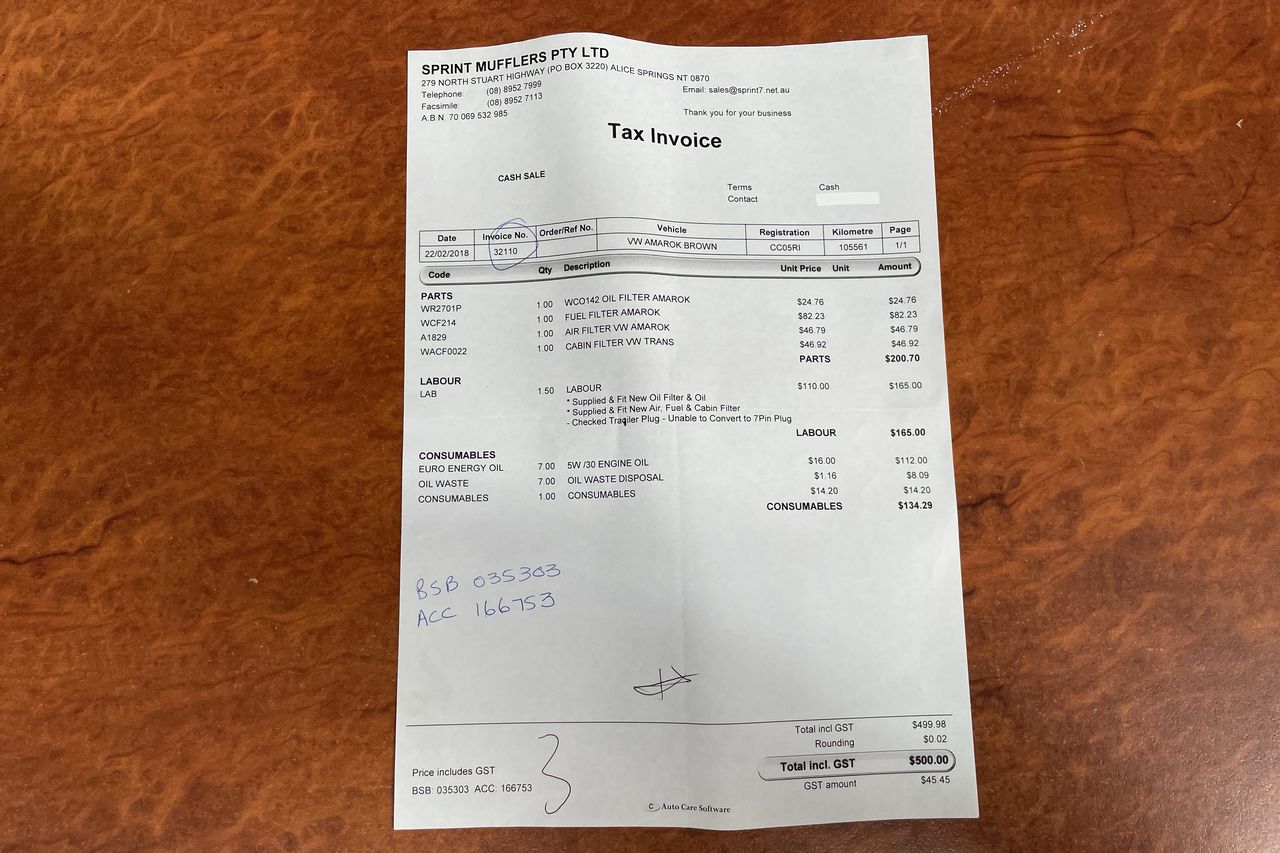 SPRINT MUFFLERS PTY LTD
279 NORTH STUART HIGHWAY (PO BOX 3220) ALICE SPRINGS NT 0870
Telephone: (08) 8952 7999 Email: sales@sprint7.net.au
Facsimile: (08) 8952 7113
A.B.N. 70 069 532 985 Thank you for your business
Tax Invoice
CASH SALE
Terms Cash
Contact
Date Invoice No. Order/Ref No. Vehicle Registration Kilometre Page
22/02/2018 32110 VW AMAROK BROWN CC05RI 105561 1/1
Code Qty Description Unit Price Unit Amount
PARTS
WR2701P 1.00 WCO142 OIL FILTER AMAROK $24.76 $24.76
WCF214 1.00 FUEL FILTER AMAROK $82.23 $82.23
A1829 1.00 AIR FILTER VW AMAROK $46.79 $46.79
WACF0022 1.00 CABIN FILTER VW TRANS $46.92 $46.92
PARTS $200.70
LABOUR
LAB 1.50 LABOUR $110.00 $165.00
* Supplied & Fit New Oil Filter & Oil
* Supplied & Fit New Air, Fuel & Cabin Filter
- Checked Traqiler Plug - Unable to Convert to 7Pin Plug
LABOUR $165.00
CONSUMABLES
EURO ENERGY OIL 7.00 5W /30 ENGINE OIL $16.00 $112.00
OIL WASTE 7.00 OIL WASTE DISPOSAL $1.16 $8.09
CONSUMABLES 1.00 CONSUMABLES $14.20 $14.20
CONSUMABLES $134.29
BSB 035303
ACC 166753
Total incl GST $499.98
Rounding $0.02
Total incl. GST $500.00
GST amount $45.45
Price includes GST
BSB: 035303 ACC: 166753
3
C Auto Care Software